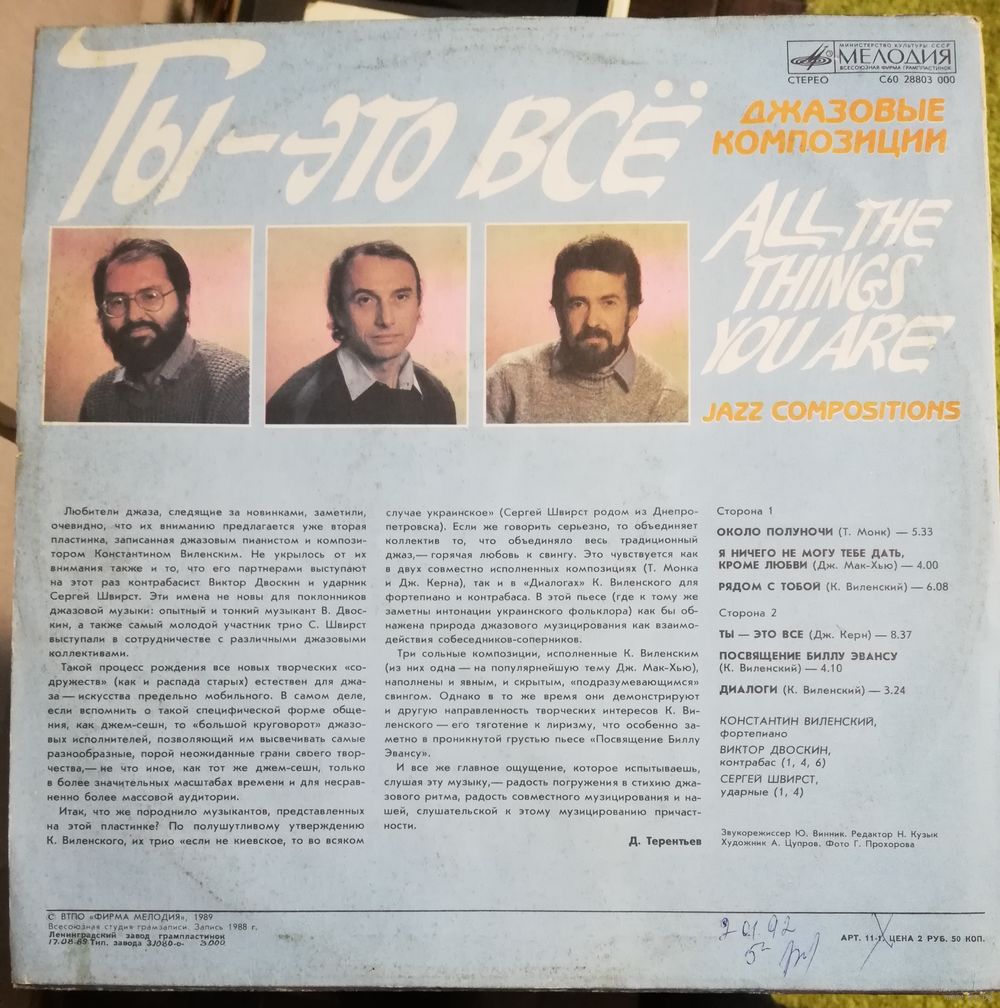 ТЫ — ЭТО ВСЁ
МИНИСТЕРСТВО КУЛЬТУРЫ СССР
МЕЛОДИЯ
ВСЕСОЮЗНАЯ ФИРМА ГРАМПЛАСТИНОК
СТЕРЕО С60 28803 000
ДЖАЗОВЫЕ
КОМПОЗИЦИИ
ALL THE
THINGS
YOU ARE
JAZZ COMPOSITIONS
Любители джаза, следящие за новинками, заметили,
очевидно, что их вниманию предлагается уже вторая
пластинка, записанная джазовым пианистом и компози-
тором Константином Виленским. Не укрылось от их
внимания также и то, что его партнерами выступают
на этот раз контрабасист Виктор Двоскин и ударник
Сергей Швирст. Эти имена не новы для поклонников
джазовой музыки: опытный и тонкий музыкант В. Двос-
кин, а также самый молодой участник трио С. Швирст
выступали в сотрудничестве с различными джазовыми
коллективами.
Такой процесс рождения все новых творческих «со-
дружеств» (как и распада старых) естествен для джа-
за — искусства предельно мобильного. В самом деле,
если вспомнить о такой специфической форме обще-
ния, как джем-сешн, то «большой круговорот» джазо-
вых исполнителей, позволяющий им высвечивать самые
разнообразные, порой неожиданные грани своего твор-
чества,— не что иное, как тот же джем-сешн, только
в более значительных масштабах времени и для несрав-
ненно более массовой аудитории.
Итак, что же породнило музыкантов, представленных
на этой пластинке? По полушутливому утверждению
К. Виленского, их трио «если не киевское, то во всяком
случае украинское» (Сергей Швирст родом из Днепро-
петровска). Если же говорить серьезно, то объединяет
коллектив то, что объединяло весь традиционный
джаз,— горячая любовь к свингу. Это чувствуется как
в двух совместно исполненных композициях (Т. Монка
и Дж. Керна), так и в «Диалогах» К. Виленского для
фортепиано и контрабаса. В этой пьесе (где к тому же
заметны интонации украинского фольклора) как бы об-
нажена природа джазового музицирования как взаимо-
действия собеседников-соперников.
Три сольные композиции, исполненные К. Виленским
(из них одна — на популярнейшую тему Дж. Мак-Хью),
наполнены и явным, и скрытым, «подразумевающимся»
свингом. Однако в то же время они демонстрируют
и другую направленность творческих интересов К. Ви-
ленского — его тяготение к лиризму, что особенно за-
метно в проникнутой грустью пьесе «Посвящение Биллу
Эвансу».
И все же главное ощущение, которое испытываешь,
слушая эту музыку,— радость погружения в стихию джа-
зового ритма, радость совместного музицирования и на-
шей, слушательской к этому музицированию причаст-
ности.
Д. Терентьев
Сторона 1
ОКОЛО ПОЛУНОЧИ (Т. Монк) — 5.33
Я НИЧЕГО НЕ МОГУ ТЕБЕ ДАТЬ,
КРОМЕ ЛЮБВИ (Дж. Мак-Хью) — 4.00
РЯДОМ С ТОБОЙ (К. Виленский) — 6.08
Сторона 2
ТЫ — ЭТО ВСЕ (Дж. Керн) — 8.37
ПОСВЯЩЕНИЕ БИЛЛУ ЭВАНСУ
(К. Виленский) — 4.10
ДИАЛОГИ (К. Виленский) — 3.24
КОНСТАНТИН ВИЛЕНСКИЙ,
фортепиано
ВИКТОР ДВОСКИН,
контрабас (1, 4, 6)
СЕРГЕЙ ШВИРСТ,
ударные (1, 4)
Звукорежиссер Ю. Винник. Редактор Н. Кузык
Художник А. Цупров. Фото Г. Прохорова
© ВТПО «ФИРМА МЕЛОДИЯ», 1989
Всесоюзная студия грамзаписи. Запись 1988 г.
Ленинградский завод грампластинок
17.08.89 Тип. завода 31080-0- 3000
АРТ. 11-1. ЦЕНА 2 РУБ. 50 КОП.